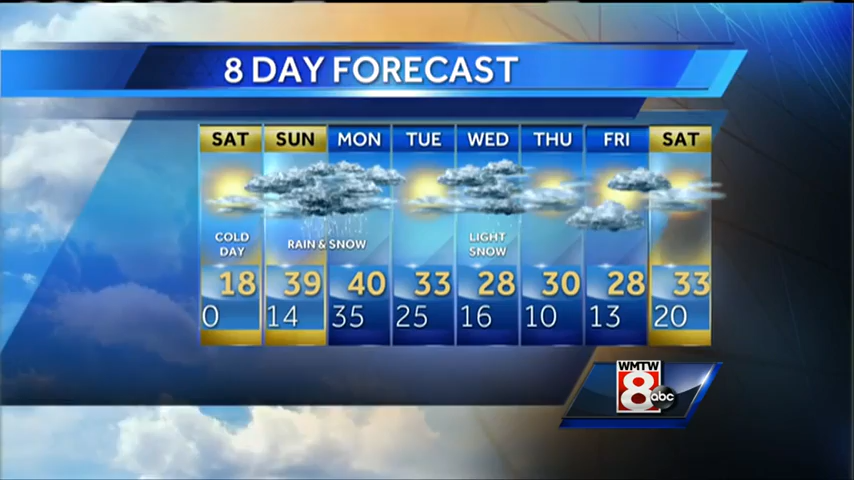 8 DAY FORECAST
SAT SUN MON TUE WED THU FRI SAT
COLD DAY
RAIN & SNOW
LIGHT SNOW
18 39 40 33 28 30 28 33
0 14 35 25 16 10 13 20
WMTW
8 abc